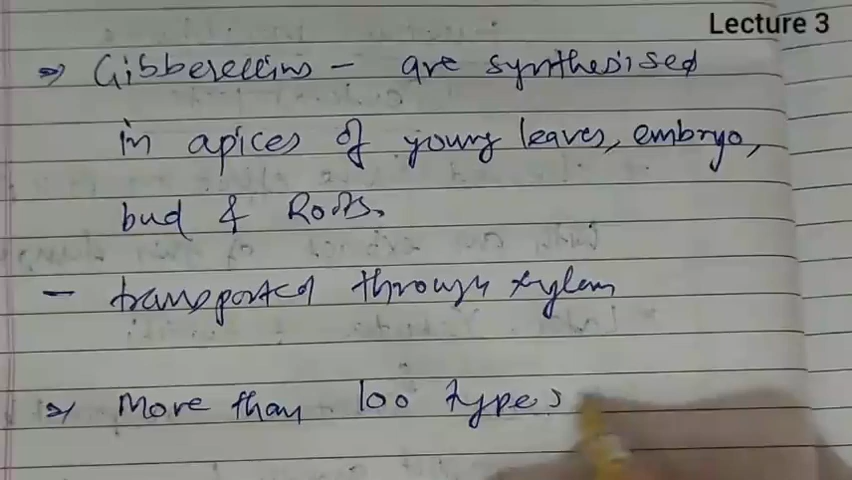 Lecture 3
⇒ Gibberellins - are synthesised
in apices of young leaves, embryo,
bud & Roots.
- transported through xylem
⇒ More than 100 types